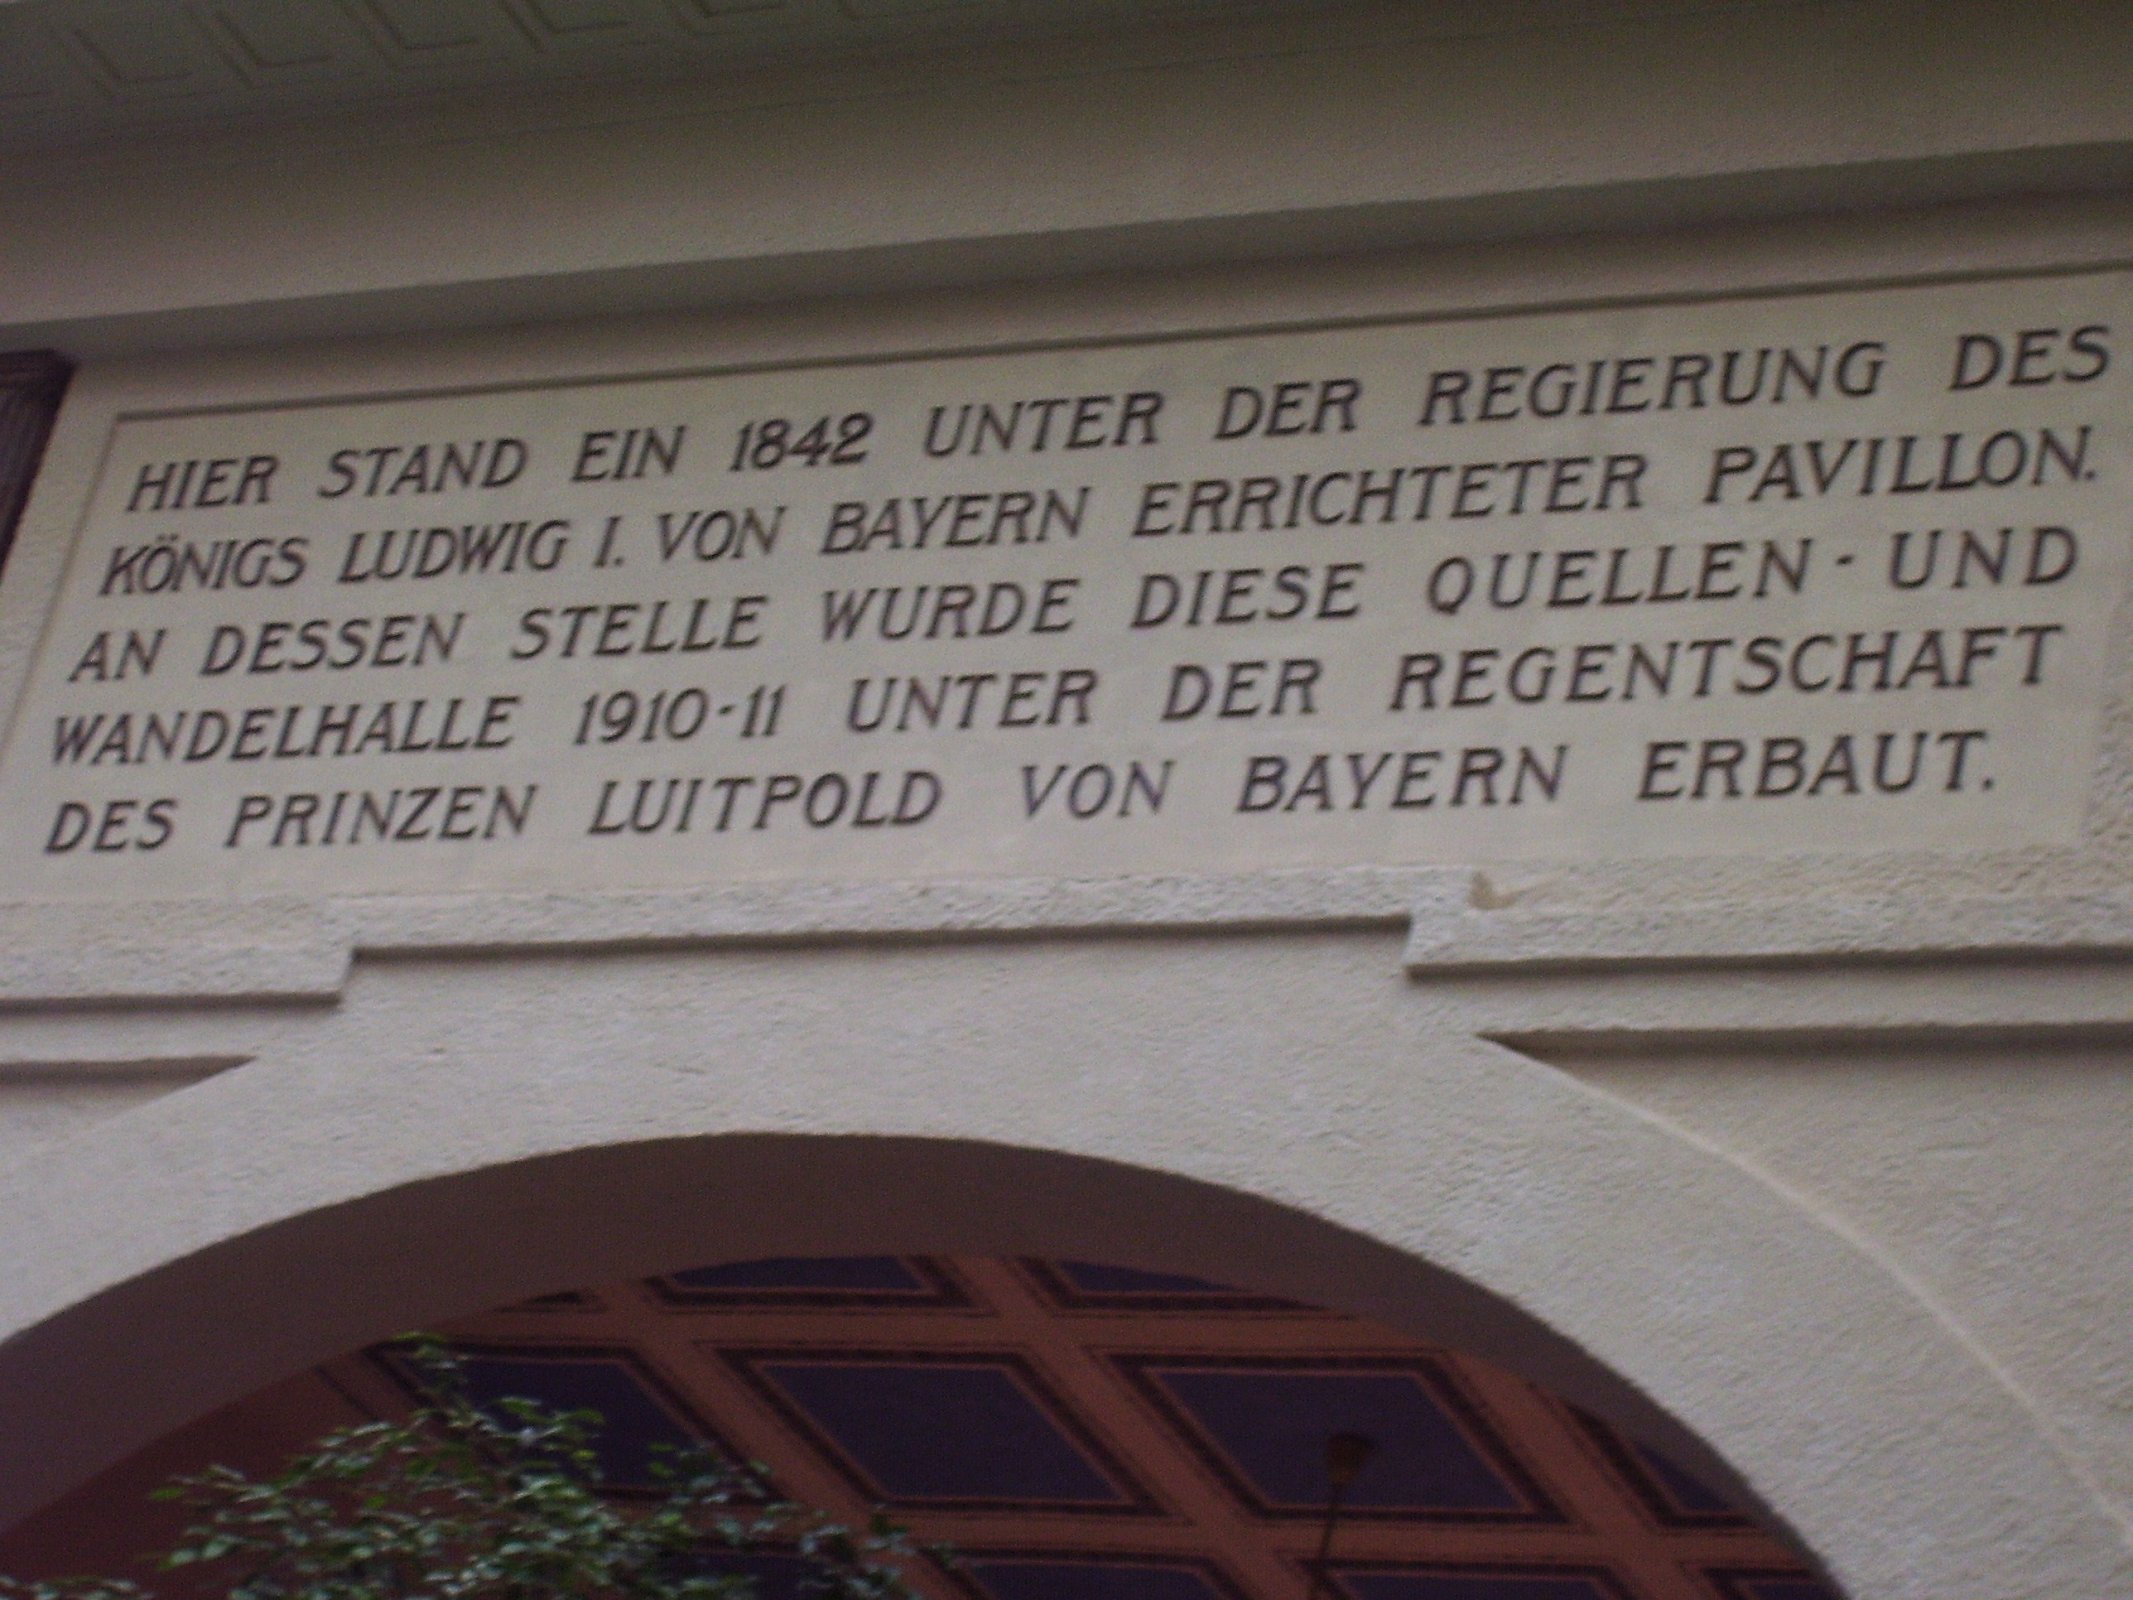 HIER STAND EIN 1842 UNTER DER REGIERUNG DES
KÖNIGS LUDWIG I. VON BAYERN ERRICHTETER PAVILLON.
AN DESSEN STELLE WURDE DIESE QUELLEN- UND
WANDELHALLE 1910-11 UNTER DER REGENTSCHAFT
DES PRINZEN LUITPOLD VON BAYERN ERBAUT.